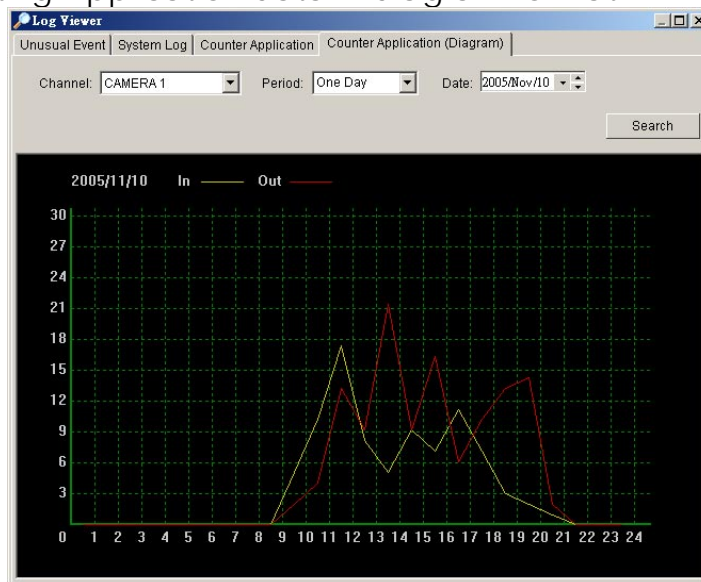 Log Viewer
Unusual Event System Log Counter Application Counter Application (Diagram)
Channel: CAMERA 1 Period: One Day Date: 2005/Nov/10
Search
2005/11/10 In Out
30
27
24
21
18
15
12
9
6
3
0 1 2 3 4 5 6 7 8 9 10 11 12 13 14 15 16 17 18 19 20 21 22 23 24